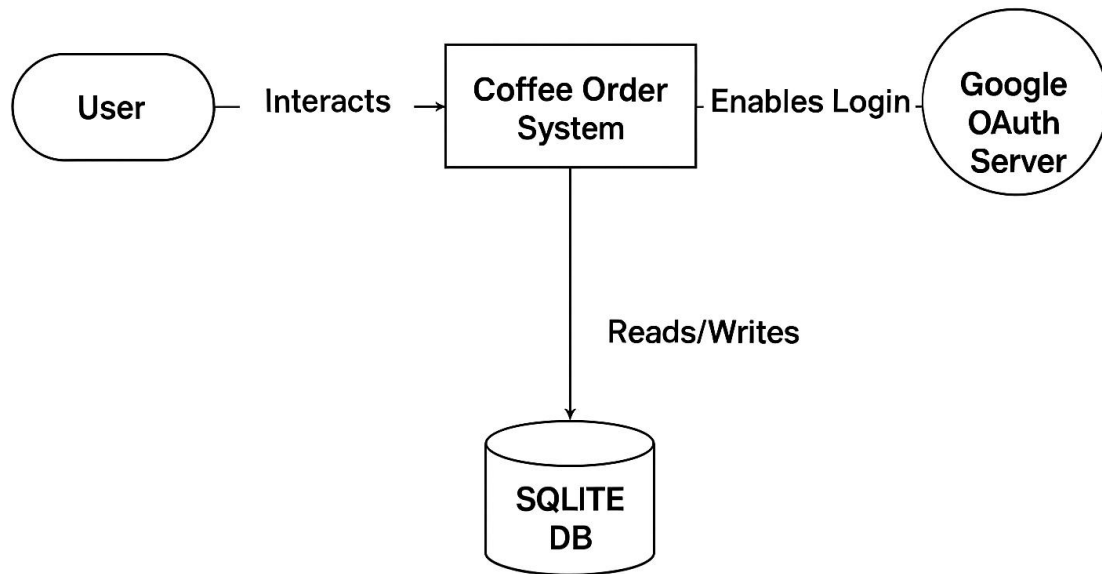 User
Interacts
Coffee Order
System
Enables Login
Google
OAuth
Server
Reads/Writes
SQLITE
DB